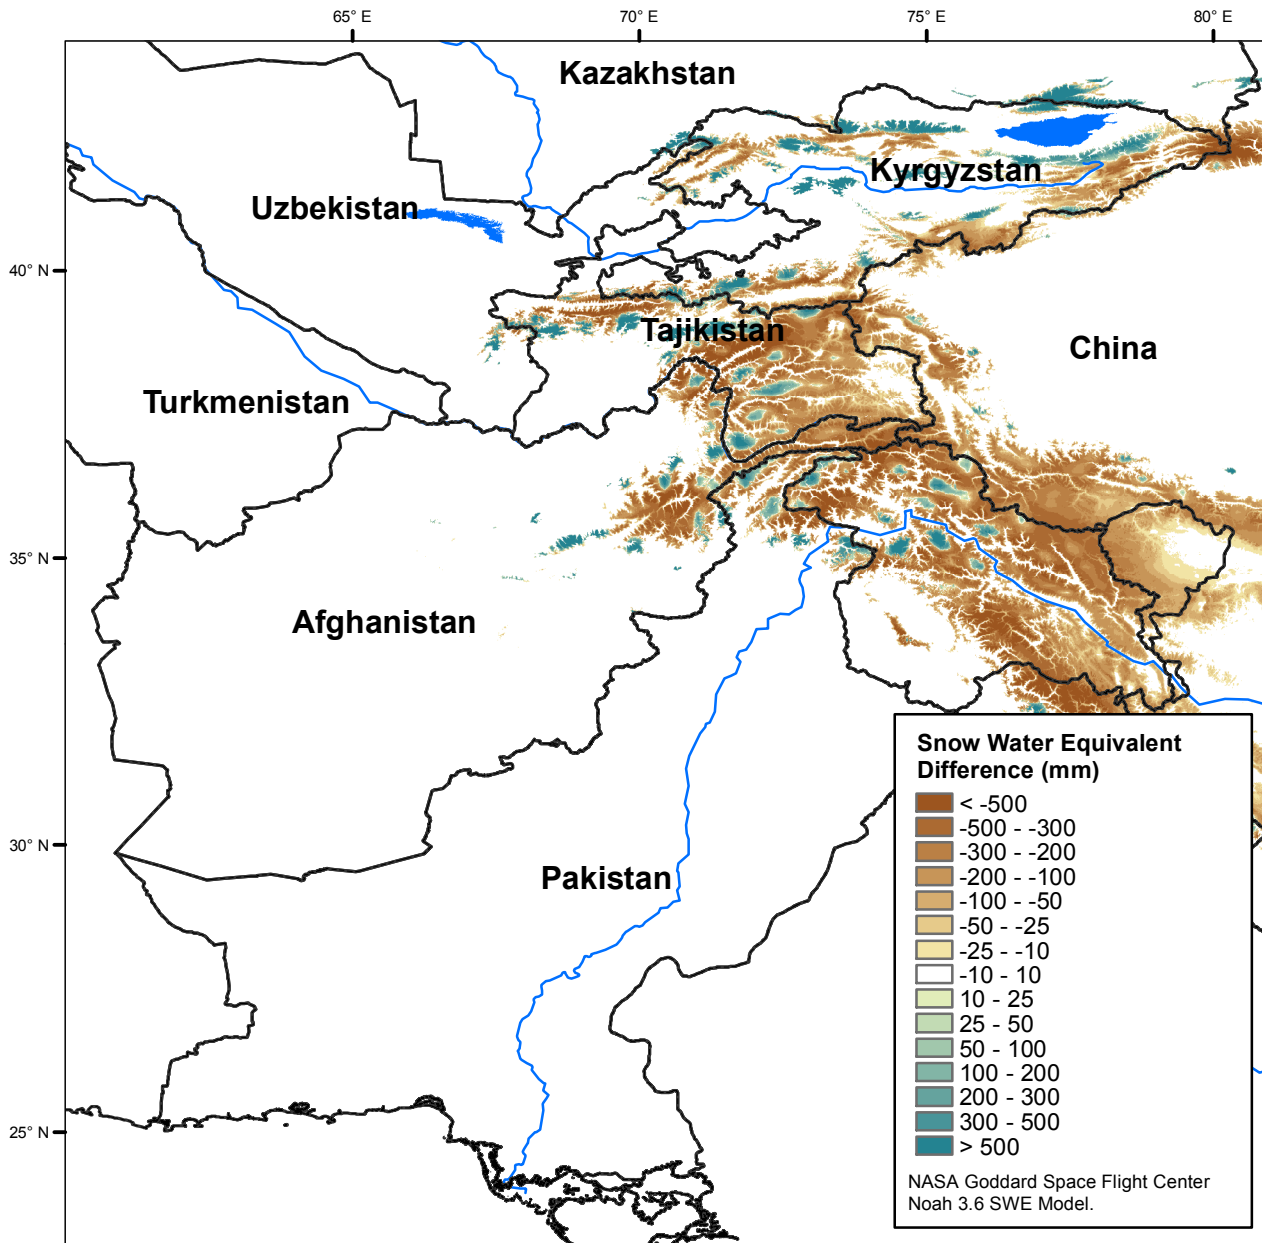 65° E
70° E
75° E
80° E
Kazakhstan
Kyrgyzstan
Uzbekistan
40° N
Tajikistan
China
Turkmenistan
35° N
Afghanistan
30° N
Pakistan
25° N
Snow Water Equivalent
Difference (mm)
< -500
-500 - -300
-300 - -200
-200 - -100
-100 - -50
-50 - -25
-25 - -10
-10 - 10
10 - 25
25 - 50
50 - 100
100 - 200
200 - 300
300 - 500
> 500
NASA Goddard Space Flight Center
Noah 3.6 SWE Model.